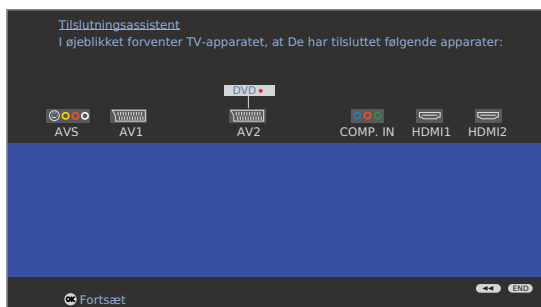 Tilslutningsassistent
I øjeblikket forventer TV-apparatet, at De har tilsluttet følgende apparater:
DVD
AVS AV1 AV2 COMP. IN HDMI1 HDMI2
END
OK Fortsæt